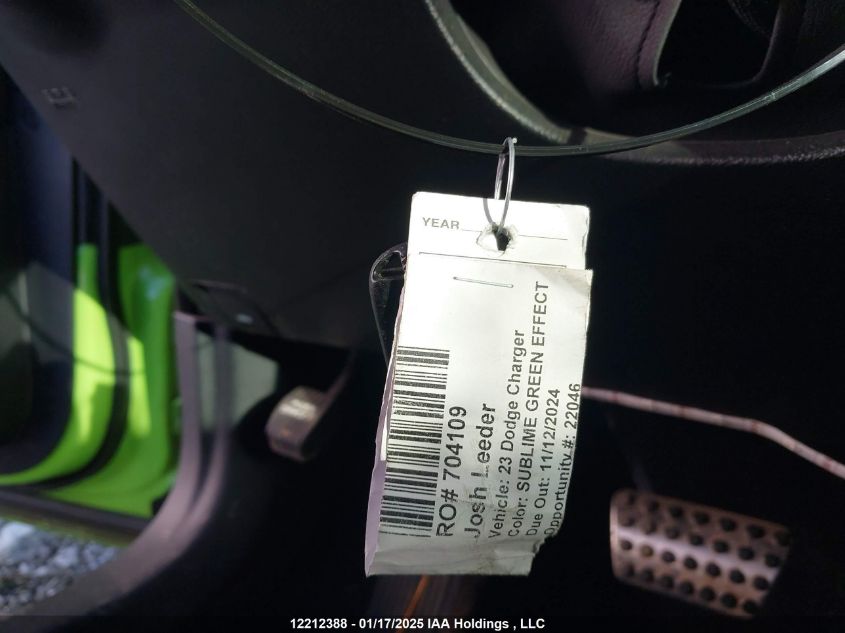 YEAR
RO# 704109
Josh Leeder
Vehicle: 23 Dodge Charger
Color: SUBLIME GREEN EFFECT
Due Out: 11/12/2024
Opportunity #: 22046
12212388 - 01/17/2025 IAA Holdings , LLC